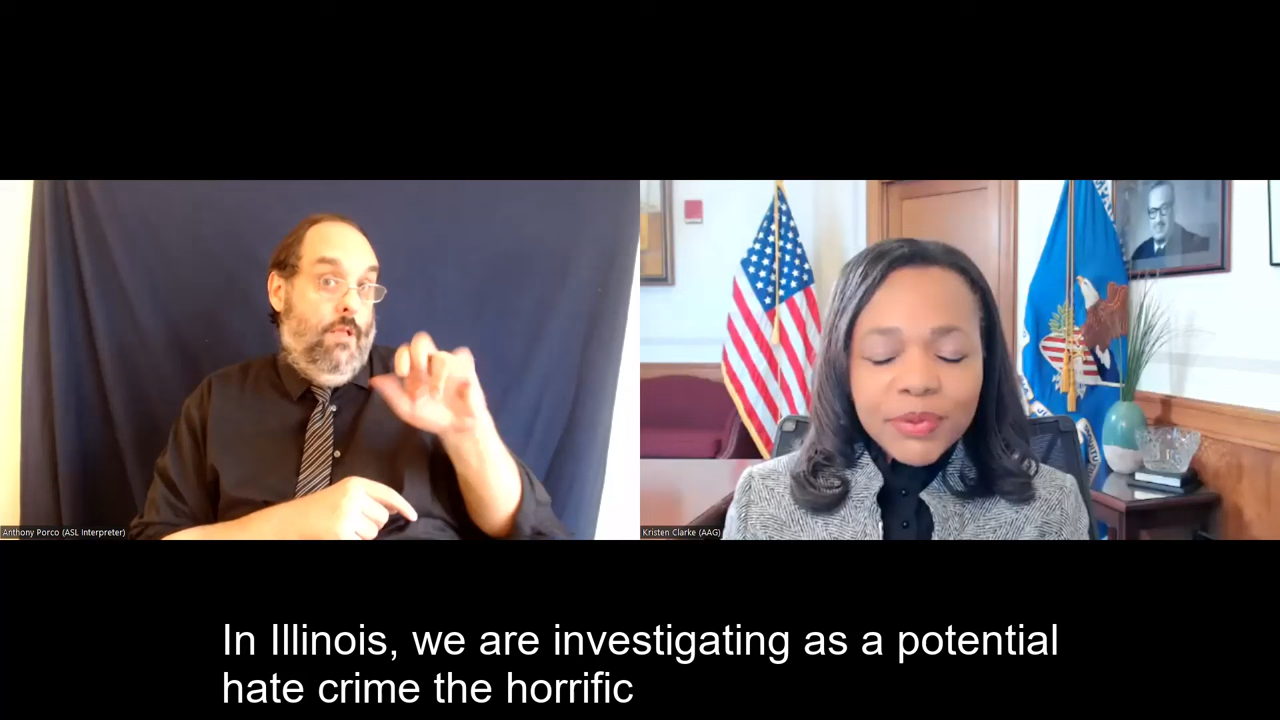 Anthony Porco (ASL Interpreter)
Kristen Clarke (AAG)
In Illinois, we are investigating as a potential
hate crime the horrific